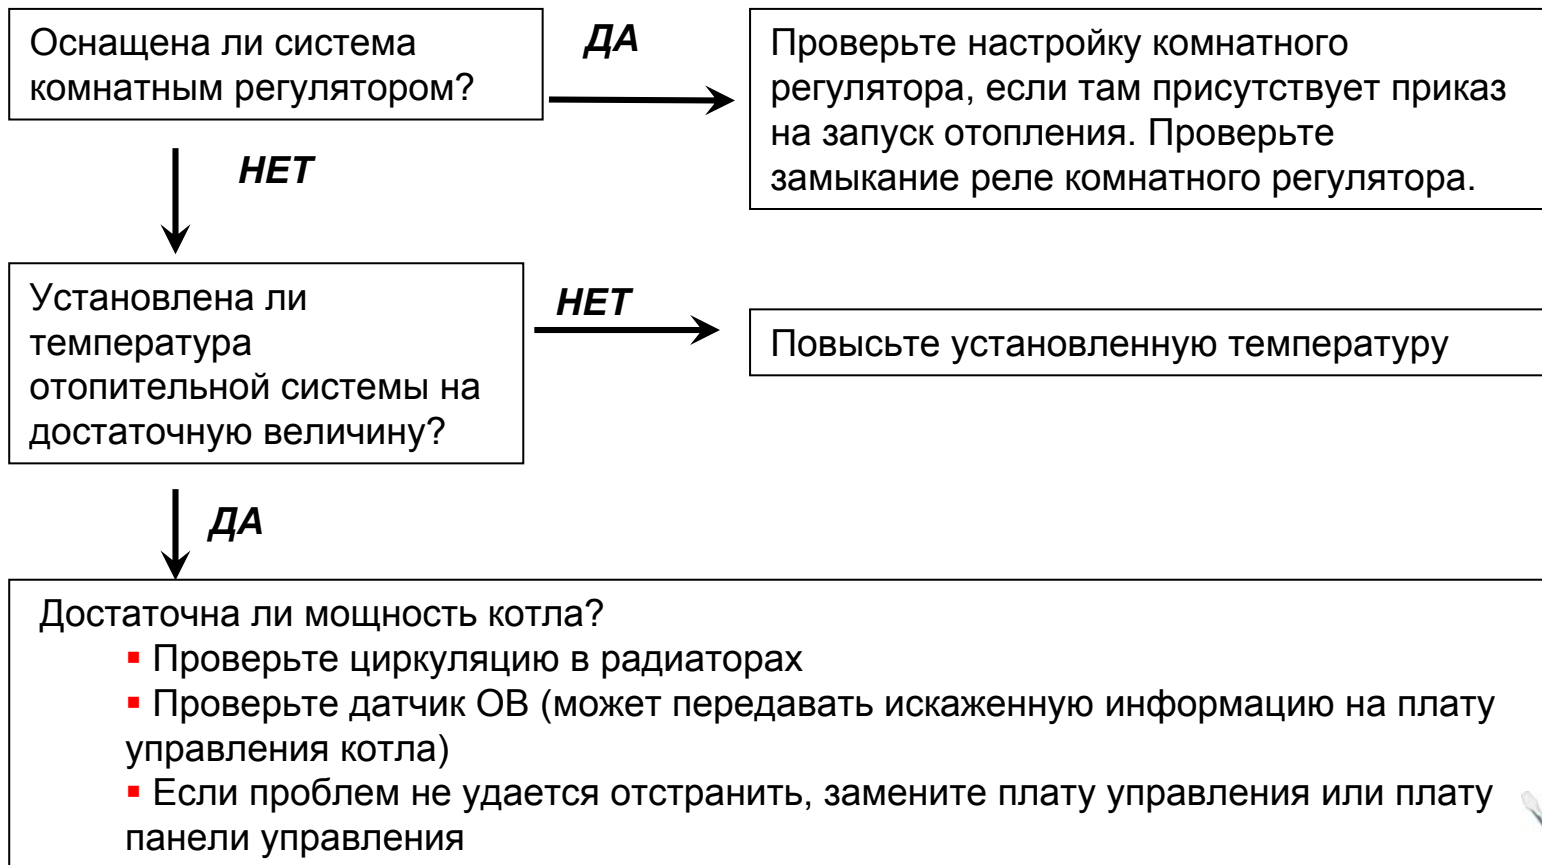 Оснащена ли система
комнатным регулятором?
ДА
Проверьте настройку комнатного
регулятора, если там присутствует приказ
на запуск отопления. Проверьте
замыкание реле комнатного регулятора.
НЕТ
Установлена ли
температура
отопительной системы на
достаточную величину?
НЕТ
Повысьте установленную температуру
ДА
Достаточна ли мощность котла?
▪ Проверьте циркуляцию в радиаторах
▪ Проверьте датчик ОВ (может передавать искаженную информацию на плату
управления котла)
▪ Если проблем не удается отстранить, замените плату управления или плату
панели управления